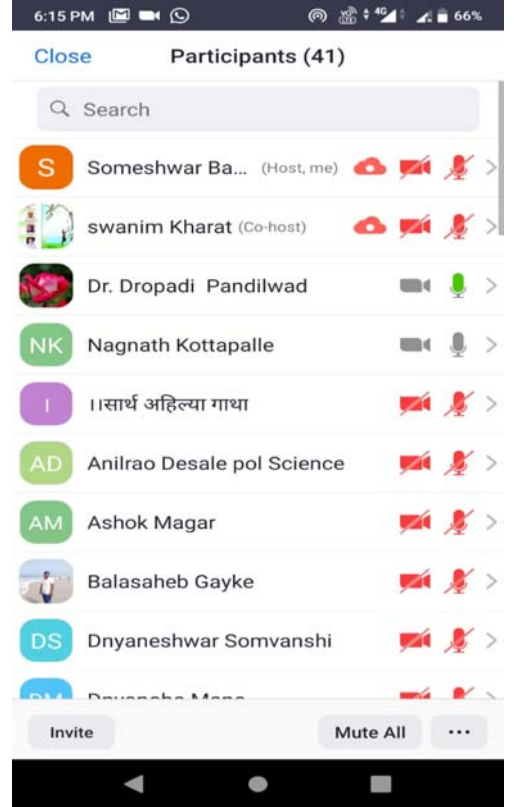 6:15 PM 66%
Close Participants (41)
Search
S Someshwar Ba... (Host, me)
swanim Kharat (Co-host)
Dr. Dropadi Pandilwad
NK Nagnath Kottapalle
I ।।सार्थ अहिल्या गाथा
AD Anilrao Desale pol Science
AM Ashok Magar
Balasaheb Gayke
DS Dnyaneshwar Somvanshi
Invite Mute All ...